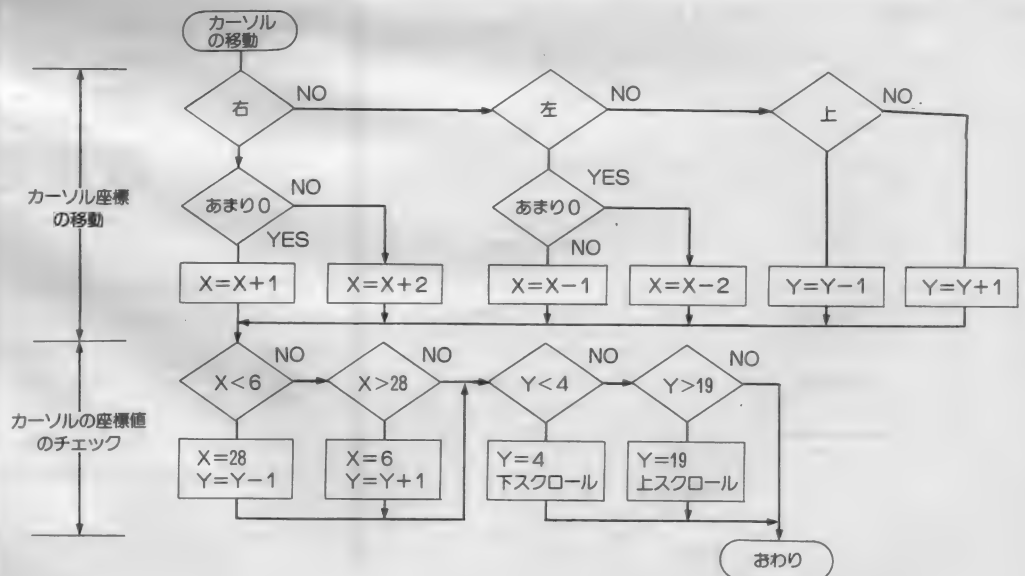 カーソル
の移動
右
NO
左
NO
上
NO
カーソル座標
の移動
あまり0
NO
YES
あまり0
YES
NO
X=X+1
X=X+2
X=X-1
X=X-2
Y=Y-1
Y=Y+1
カーソルの座標値
のチェック
X<6
NO
X>28
NO
Y<4
NO
Y>19
NO
X=28
Y=Y-1
X=6
Y=Y+1
Y=4
下スクロール
Y=19
上スクロール
おわり